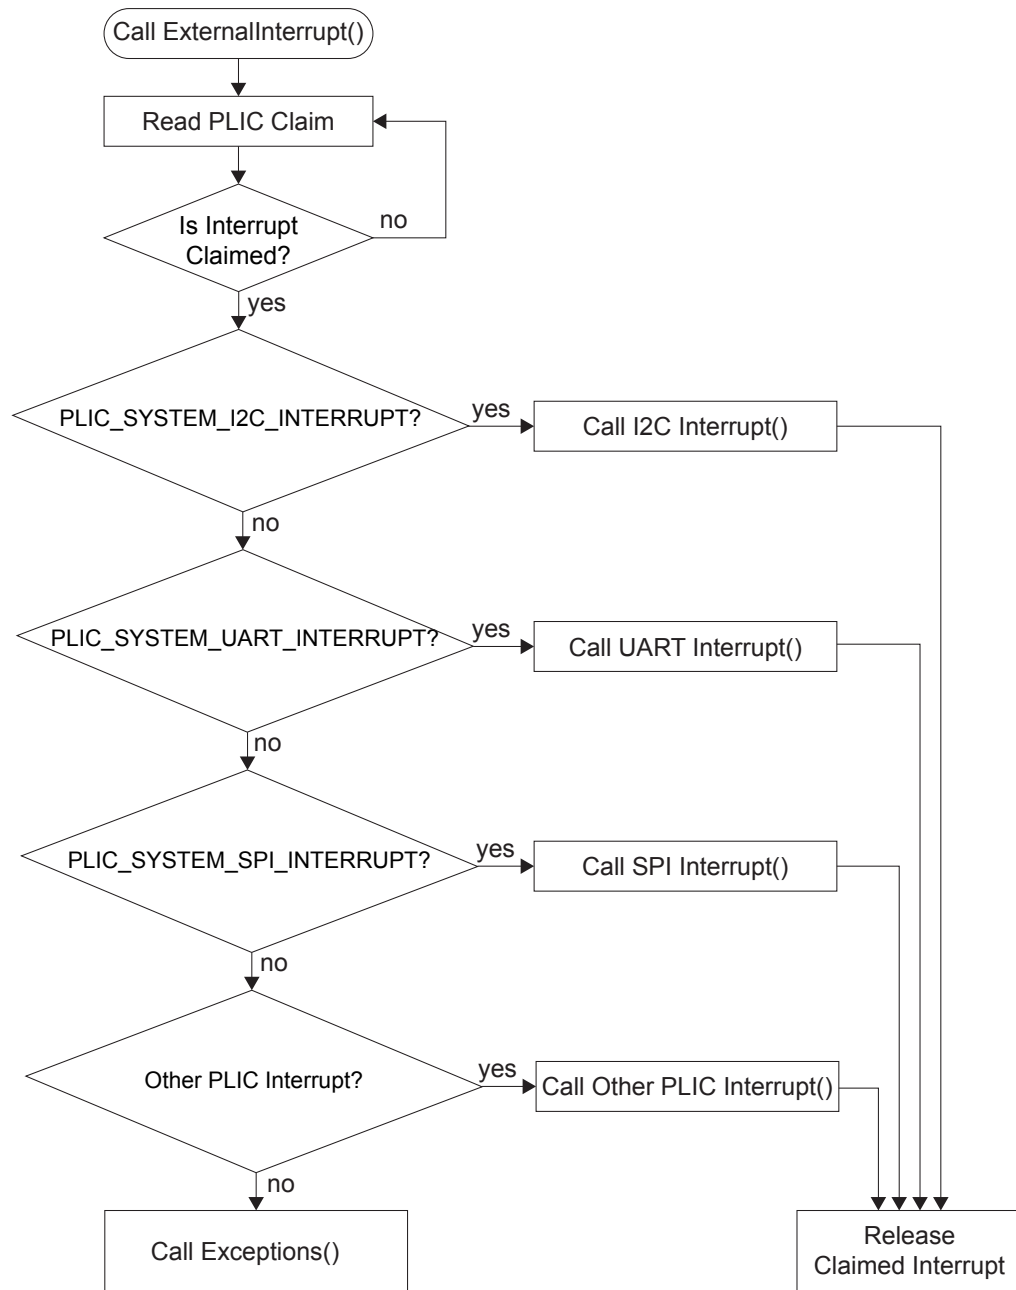 Call ExternalInterrupt()
Read PLIC Claim
Is Interrupt
Claimed?
no
yes
PLIC_SYSTEM_I2C_INTERRUPT?
yes
Call I2C Interrupt()
no
PLIC_SYSTEM_UART_INTERRUPT?
yes
Call UART Interrupt()
no
PLIC_SYSTEM_SPI_INTERRUPT?
yes
Call SPI Interrupt()
no
Other PLIC Interrupt?
yes
Call Other PLIC Interrupt()
no
Call Exceptions()
Release
Claimed Interrupt